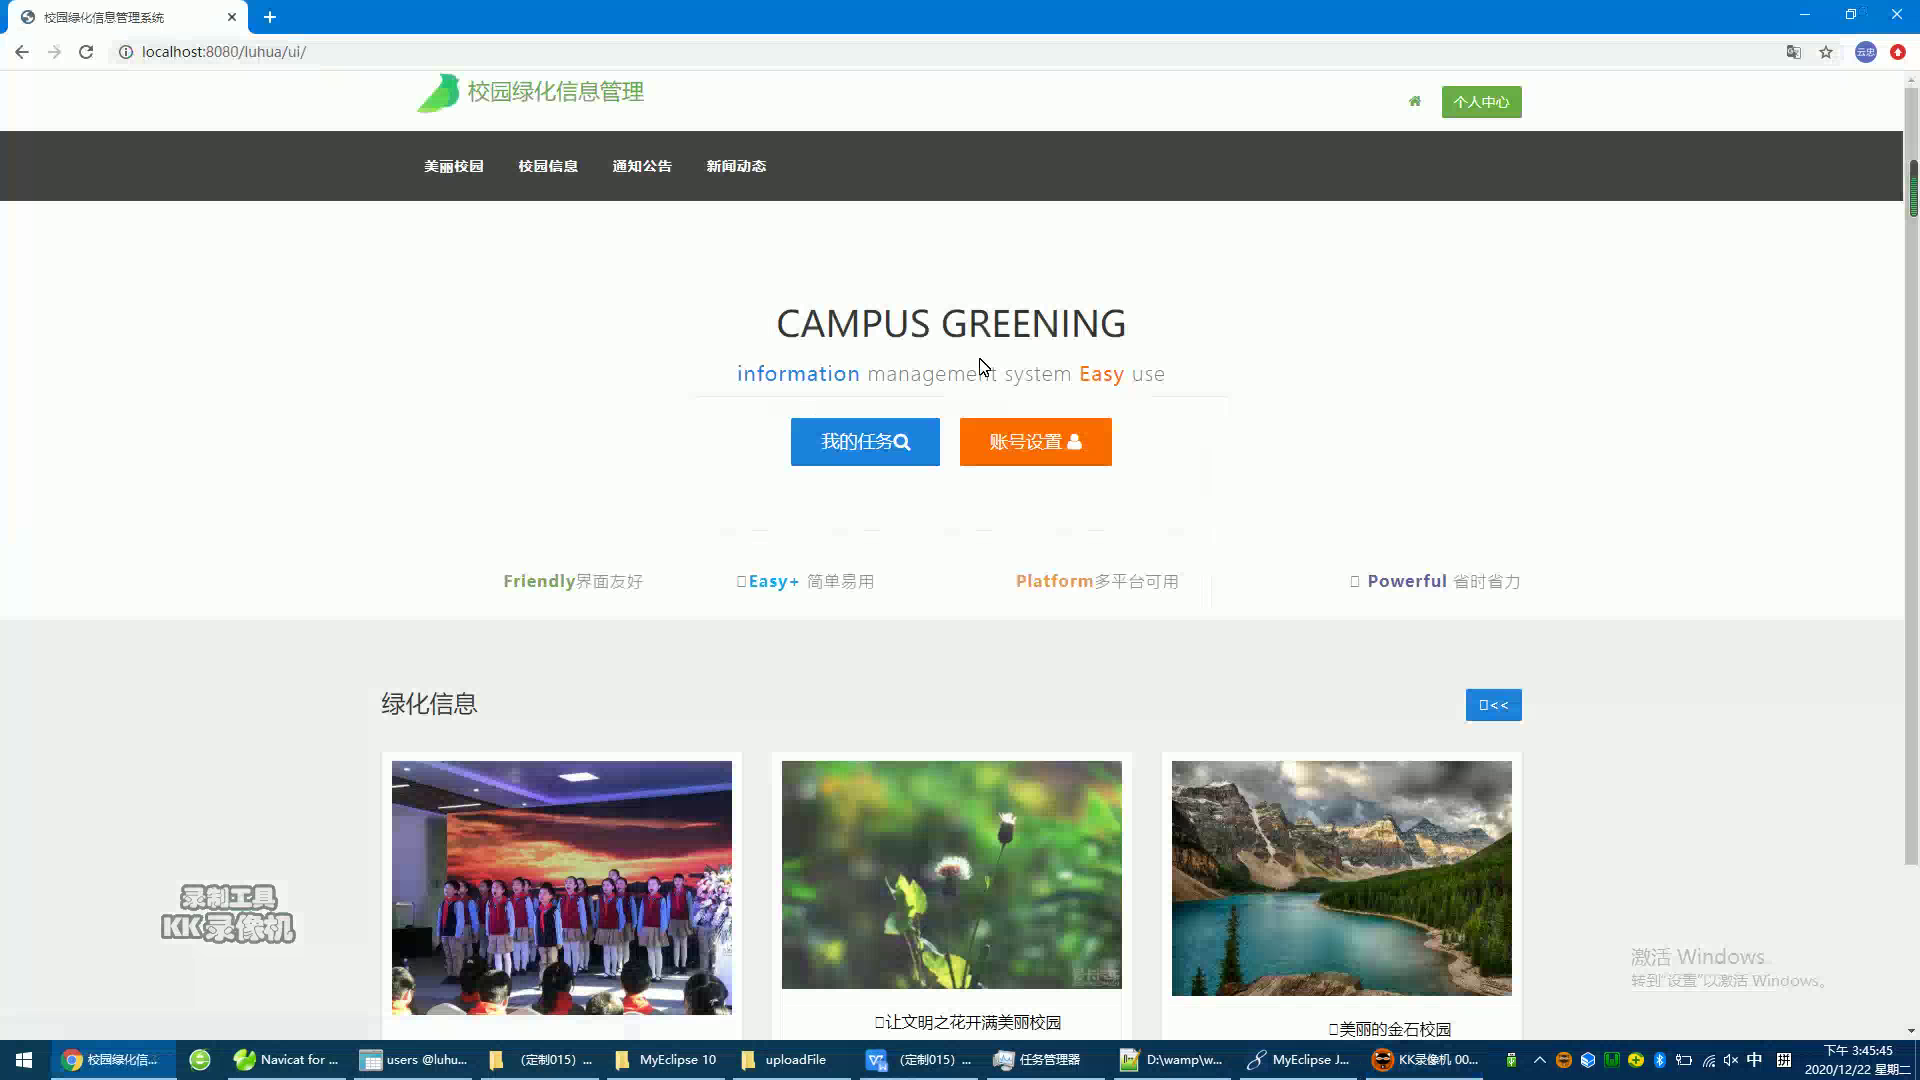 校园绿化信息管理系统
localhost:8080/luhua/ui/
云忠
校园绿化信息管理
个人中心
美丽校园 校园信息 通知公告 新闻动态
CAMPUS GREENING
information management system Easy use
我的任务 账号设置
Friendly界面友好 Easy+ 简单易用 Platform多平台可用 Powerful 省时省力
绿化信息
<<
让文明之花开满美丽校园
美丽的金石校园
录制工具
KK录像机
激活 Windows
转到"设置"以激活 Windows。
校园绿化信... Navicat for ... users @luhu... (定制015) ... MyEclipse 10 uploadFile (定制015) ... 任务管理器 D:\wamp\w... MyEclipse J... KK录像机 00... 中 拼
下午 3:45:45
2020/12/22 星期二